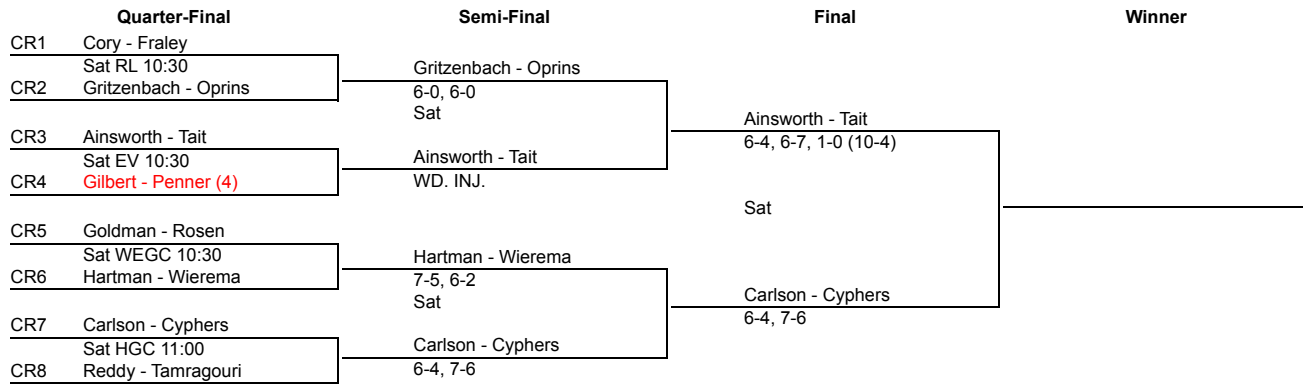 Quarter-Final Semi-Final Final Winner
CR1 Cory - Fraley
Sat RL 10:30
CR2 Gritzenbach - Oprins
CR3 Ainsworth - Tait
Sat EV 10:30
CR4 Gilbert - Penner (4)
CR5 Goldman - Rosen
Sat WEGC 10:30
CR6 Hartman - Wierema
CR7 Carlson - Cyphers
Sat HGC 11:00
CR8 Reddy - Tamragouri
Gritzenbach - Oprins
6-0, 6-0
Sat
Ainsworth - Tait
WD. INJ.
Hartman - Wierema
7-5, 6-2
Sat
Carlson - Cyphers
6-4, 7-6
Ainsworth - Tait
6-4, 6-7, 1-0 (10-4)
Sat
Carlson - Cyphers
6-4, 7-6